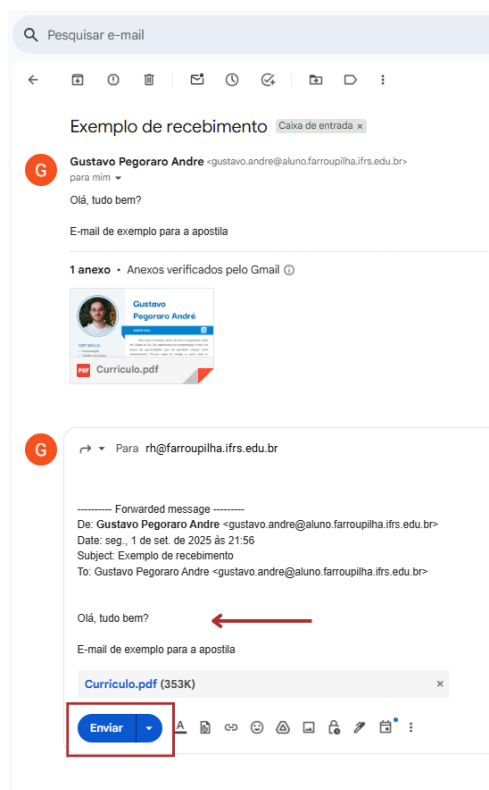 Pesquisar e-mail
Exemplo de recebimento Caixa de entrada ×
Gustavo Pegoraro Andre <gustavo.andre@aluno.farroupilha.ifrs.edu.br>
para mim
Olá, tudo bem?
E-mail de exemplo para a apostila
1 anexo • Anexos verificados pelo Gmail
Gustavo
Pegoraro André
PDF Curriculo.pdf
G
G
Para rh@farroupilha.ifrs.edu.br
---------- Forwarded message ---------
De: Gustavo Pegoraro Andre <gustavo.andre@aluno.farroupilha.ifrs.edu.br>
Date: seg., 1 de set. de 2025 às 21:56
Subject: Exemplo de recebimento
To: Gustavo Pegoraro Andre <gustavo.andre@aluno.farroupilha.ifrs.edu.br>
Olá, tudo bem?
E-mail de exemplo para a apostila
Curriculo.pdf (353K) ×
Enviar A